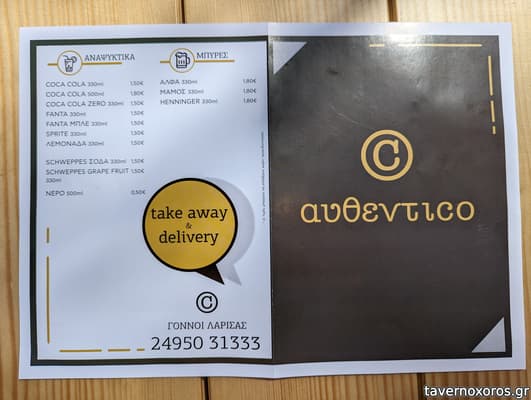 ΑΝΑΨΥΚΤΙΚΑ
COCA COLA 330ml 1,50€
COCA COLA 500ml 1,80€
COCA COLA ZERO 330ml 1,50€
FANTA 330ml 1,50€
FANTA ΜΠΛΕ 330ml 1,50€
SPRITE 330ml 1,50€
ΛΕΜΟΝΑΔΑ 330ml 1,50€
SCHWEPPES ΣΟΔΑ 330ml 1,50€
SCHWEPPES GRAPE FRUIT 1,50€
330ml
ΝΕΡΟ 500ml 0,50€
ΜΠΥΡΕΣ
ΑΛΦΑ 330ml 1,80€
ΜΑΜΟΣ 330ml 1,80€
HENNINGER 330ml 1,80€
take away
&
delivery
©
ΓΟΝΝΟΙ ΛΑΡΙΣΑΣ
24950 31333
©
αυθεντιco
tavernoxoros.gr